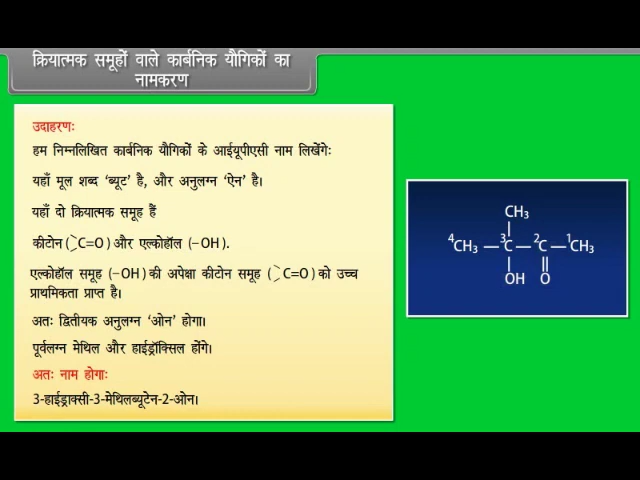 क्रियात्मक समूहों वाले कार्बनिक यौगिकों का
नामकरण
उदाहरणः
हम निम्नलिखित कार्बनिक यौगिकों के आईयूपीएसी नाम लिखेंगेः
यहाँ मूल शब्द ‘ब्यूट’ है, और अनुलग्न ‘ऐन’ है।
यहाँ दो क्रियात्मक समूह हैं
कीटोन(>C=O) और एल्कोहॉल (–OH).
एल्कोहॉल समूह (–OH) की अपेक्षा कीटोन समूह (>C=O) को उच्च
प्राथमिकता प्राप्त है।
अतः द्वितीयक अनुलग्न ‘ओन’ होगा।
पूर्वलग्न मेथिल और हाईड्रॉक्सिल होंगे।
अतः नाम होगाः
3-हाईड्राक्सी-3-मेथिलब्यूटेन-2-ओन।
CH₃
⁴CH₃ – ³C – ²C – ¹CH₃
OH O